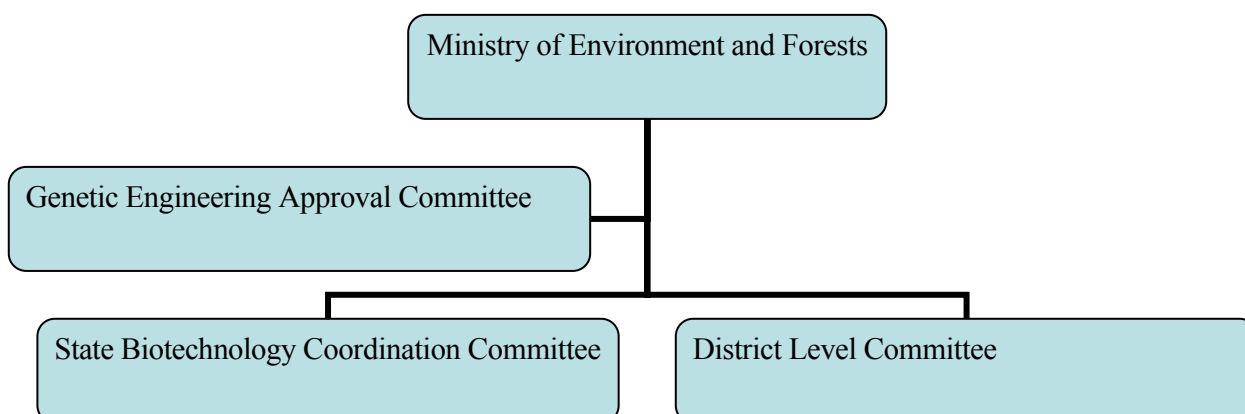 Ministry of Environment and Forests
Genetic Engineering Approval Committee
State Biotechnology Coordination Committee
District Level Committee